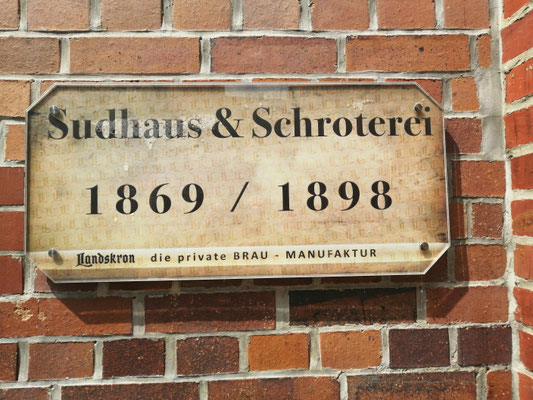 Sudhaus & Schroterei
1869 / 1898
Landskron die private BRAU - MANUFAKTUR